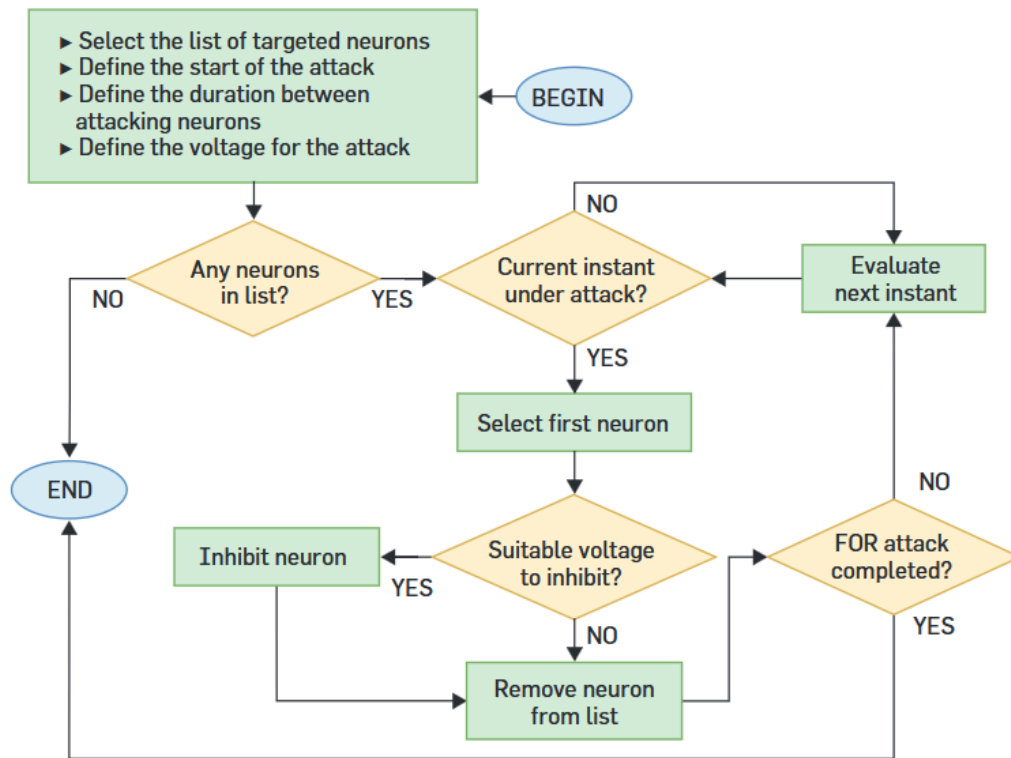 ► Select the list of targeted neurons
► Define the start of the attack
► Define the duration between
attacking neurons
► Define the voltage for the attack
BEGIN
NO
Any neurons
in list?
YES
Current instant
under attack?
Evaluate
next instant
NO
YES
Select first neuron
END
NO
Inhibit neuron
YES
Suitable voltage
to inhibit?
FOR attack
completed?
NO
YES
Remove neuron
from list